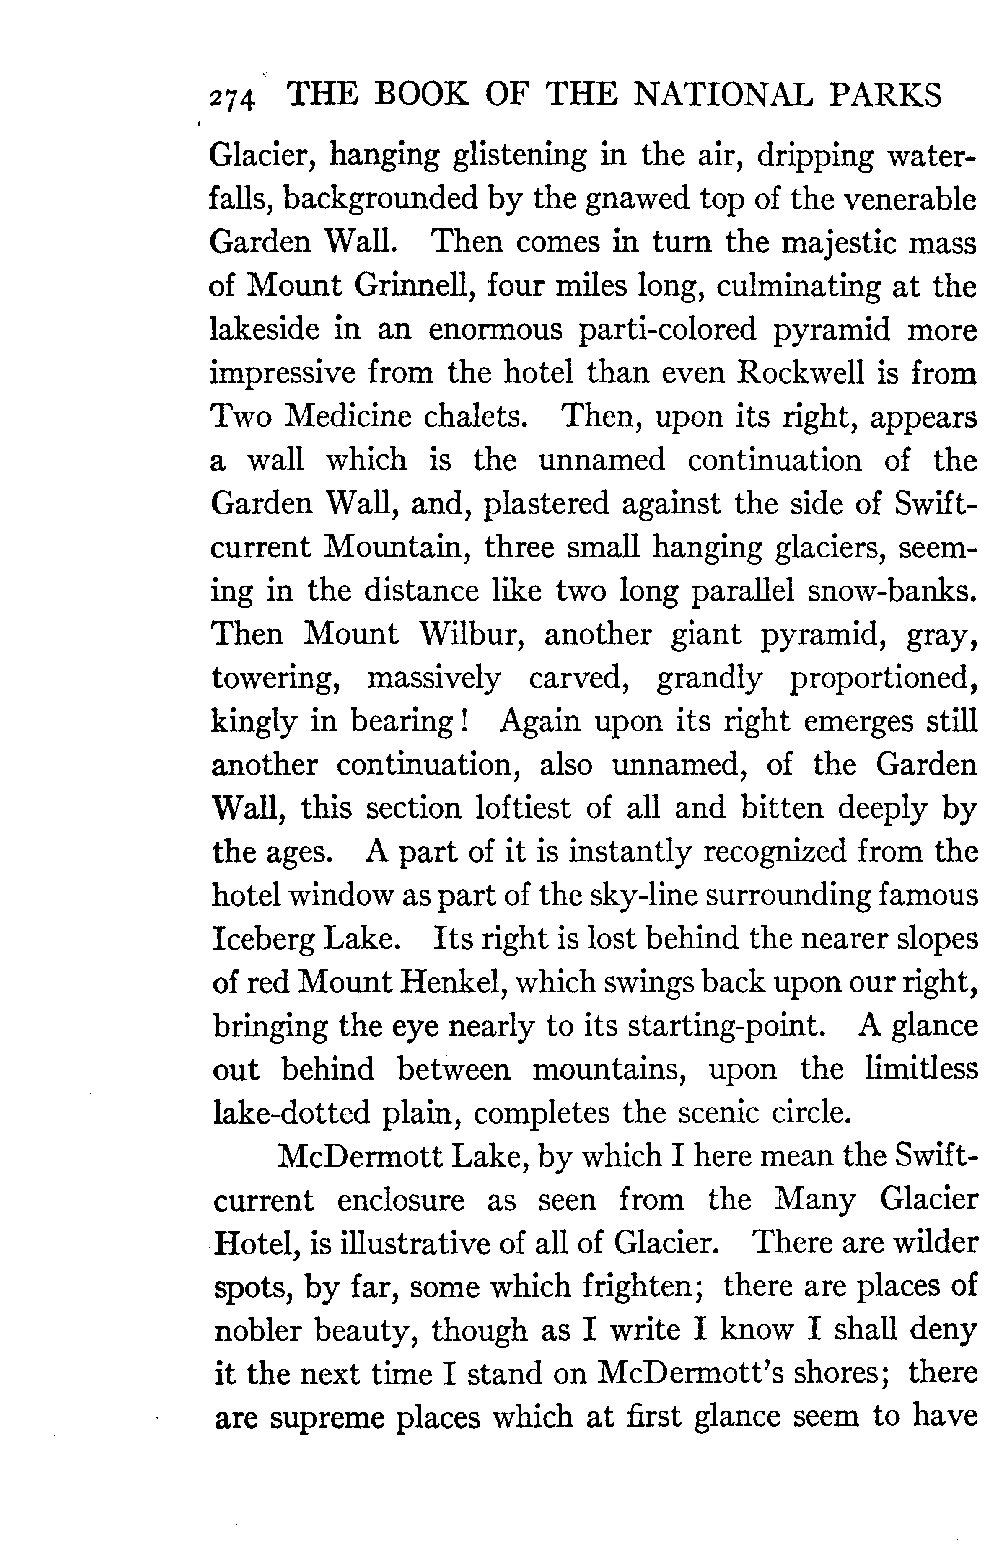 274 THE BOOK OF THE NATIONAL PARKS
Glacier, hanging glistening in the air, dripping water-
falls, backgrounded by the gnawed top of the venerable
Garden Wall. Then comes in turn the majestic mass
of Mount Grinnell, four miles long, culminating at the
lakeside in an enormous parti-colored pyramid more
impressive from the hotel than even Rockwell is from
Two Medicine chalets. Then, upon its right, appears
a wall which is the unnamed continuation of the
Garden Wall, and, plastered against the side of Swift-
current Mountain, three small hanging glaciers, seem-
ing in the distance like two long parallel snow-banks.
Then Mount Wilbur, another giant pyramid, gray,
towering, massively carved, grandly proportioned,
kingly in bearing! Again upon its right emerges still
another continuation, also unnamed, of the Garden
Wall, this section loftiest of all and bitten deeply by
the ages. A part of it is instantly recognized from the
hotel window as part of the sky-line surrounding famous
Iceberg Lake. Its right is lost behind the nearer slopes
of red Mount Henkel, which swings back upon our right,
bringing the eye nearly to its starting-point. A glance
out behind between mountains, upon the limitless
lake-dotted plain, completes the scenic circle.
McDermott Lake, by which I here mean the Swift-
current enclosure as seen from the Many Glacier
Hotel, is illustrative of all of Glacier. There are wilder
spots, by far, some which frighten; there are places of
nobler beauty, though as I write I know I shall deny
it the next time I stand on McDermott's shores; there
are supreme places which at first glance seem to have